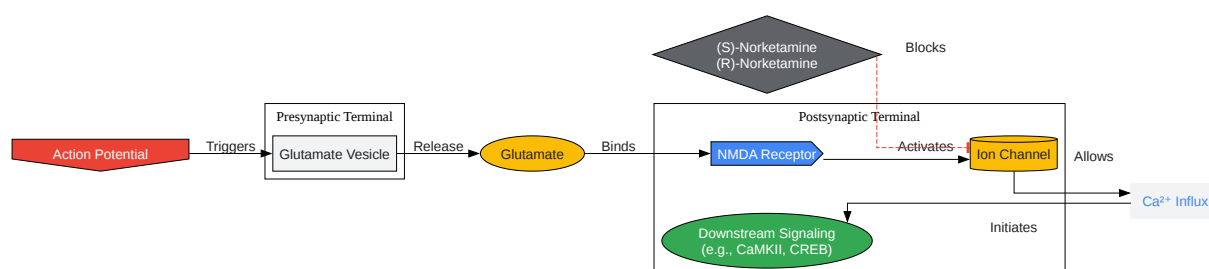 (S)-Norketamine
(R)-Norketamine
Blocks
Presynaptic Terminal
Postsynaptic Terminal
Action Potential
Triggers
Glutamate Vesicle
Release
Glutamate
Binds
NMDA Receptor
Activates
Ion Channel
Allows
Ca²⁺ Influx
Initiates
Downstream Signaling
(e.g., CaMKII, CREB)